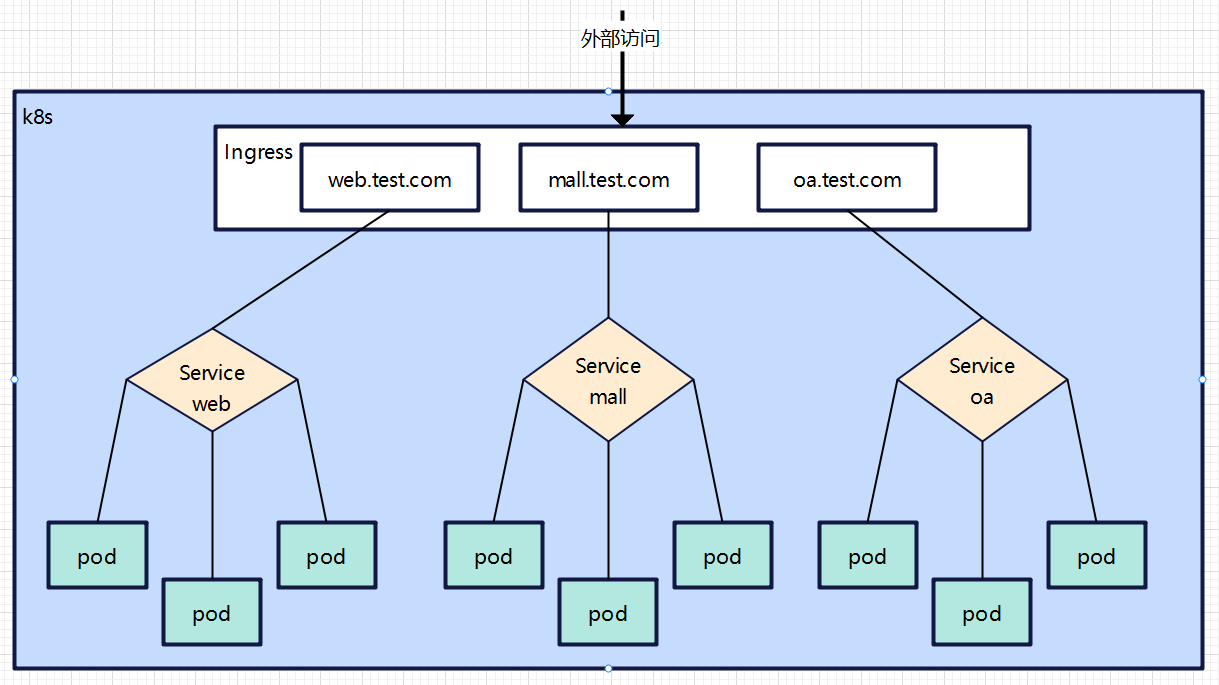 外部访问
k8s
Ingress
web.test.com
mall.test.com
oa.test.com
Service
web
Service
mall
Service
oa
pod
pod
pod
pod
pod
pod
pod
pod
pod